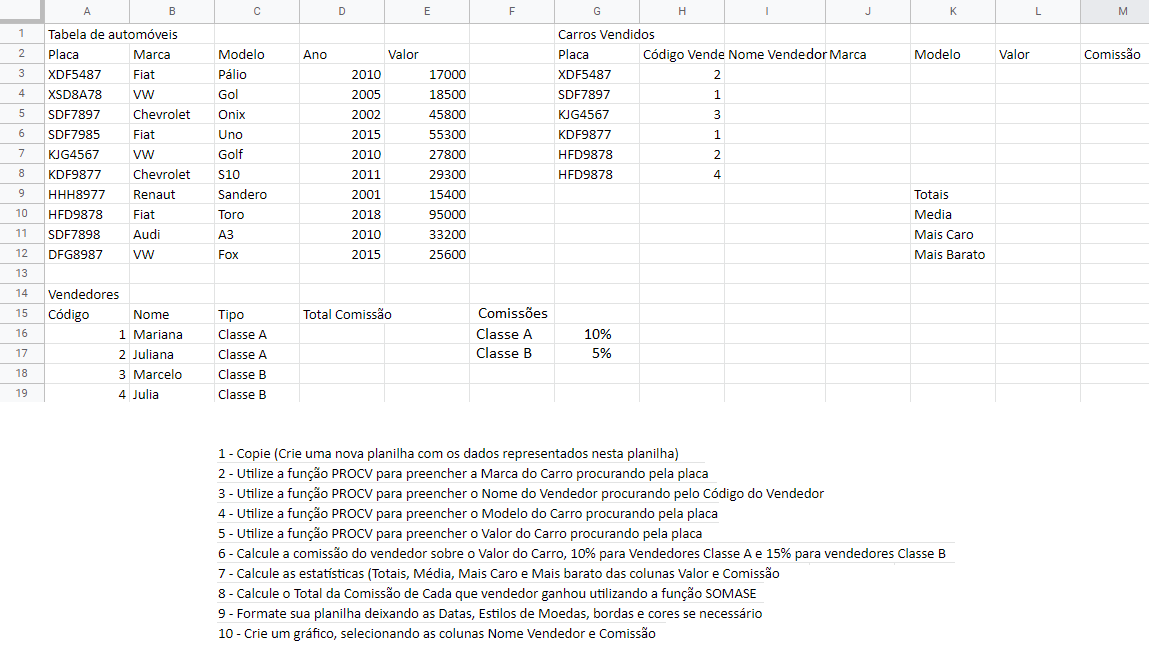 A B C D E F G H I J K L M
1 Tabela de automóveis Carros Vendidos
2 Placa Marca Modelo Ano Valor Placa Código Vende Nome Vendedor Marca Modelo Valor Comissão
3 XDF5487 Fiat Pálio 2010 17000 XDF5487 2
4 XSD8A78 VW Gol 2005 18500 SDF7897 1
5 SDF7897 Chevrolet Onix 2002 45800 KJG4567 3
6 SDF7985 Fiat Uno 2015 55300 KDF9877 1
7 KJG4567 VW Golf 2010 27800 HFD9878 2
8 KDF9877 Chevrolet S10 2011 29300 HFD9878 4
9 HHH8977 Renaut Sandero 2001 15400 Totais
10 HFD9878 Fiat Toro 2018 95000 Media
11 SDF7898 Audi A3 2010 33200 Mais Caro
12 DFG8987 VW Fox 2015 25600 Mais Barato
13
14 Vendedores
15 Código Nome Tipo Total Comissão Comissões
16 1 Mariana Classe A Classe A 10%
17 2 Juliana Classe A Classe B 5%
18 3 Marcelo Classe B
19 4 Julia Classe B
1 - Copie (Crie uma nova planilha com os dados representados nesta planilha)
2 - Utilize a função PROCV para preencher a Marca do Carro procurando pela placa
3 - Utilize a função PROCV para preencher o Nome do Vendedor procurando pelo Código do Vendedor
4 - Utilize a função PROCV para preencher o Modelo do Carro procurando pela placa
5 - Utilize a função PROCV para preencher o Valor do Carro procurando pela placa
6 - Calcule a comissão do vendedor sobre o Valor do Carro, 10% para Vendedores Classe A e 15% para vendedores Classe B
7 - Calcule as estatísticas (Totais, Média, Mais Caro e Mais barato das colunas Valor e Comissão
8 - Calcule o Total da Comissão de Cada que vendedor ganhou utilizando a função SOMASE
9 - Formate sua planilha deixando as Datas, Estilos de Moedas, bordas e cores se necessário
10 - Crie um gráfico, selecionando as colunas Nome Vendedor e Comissão